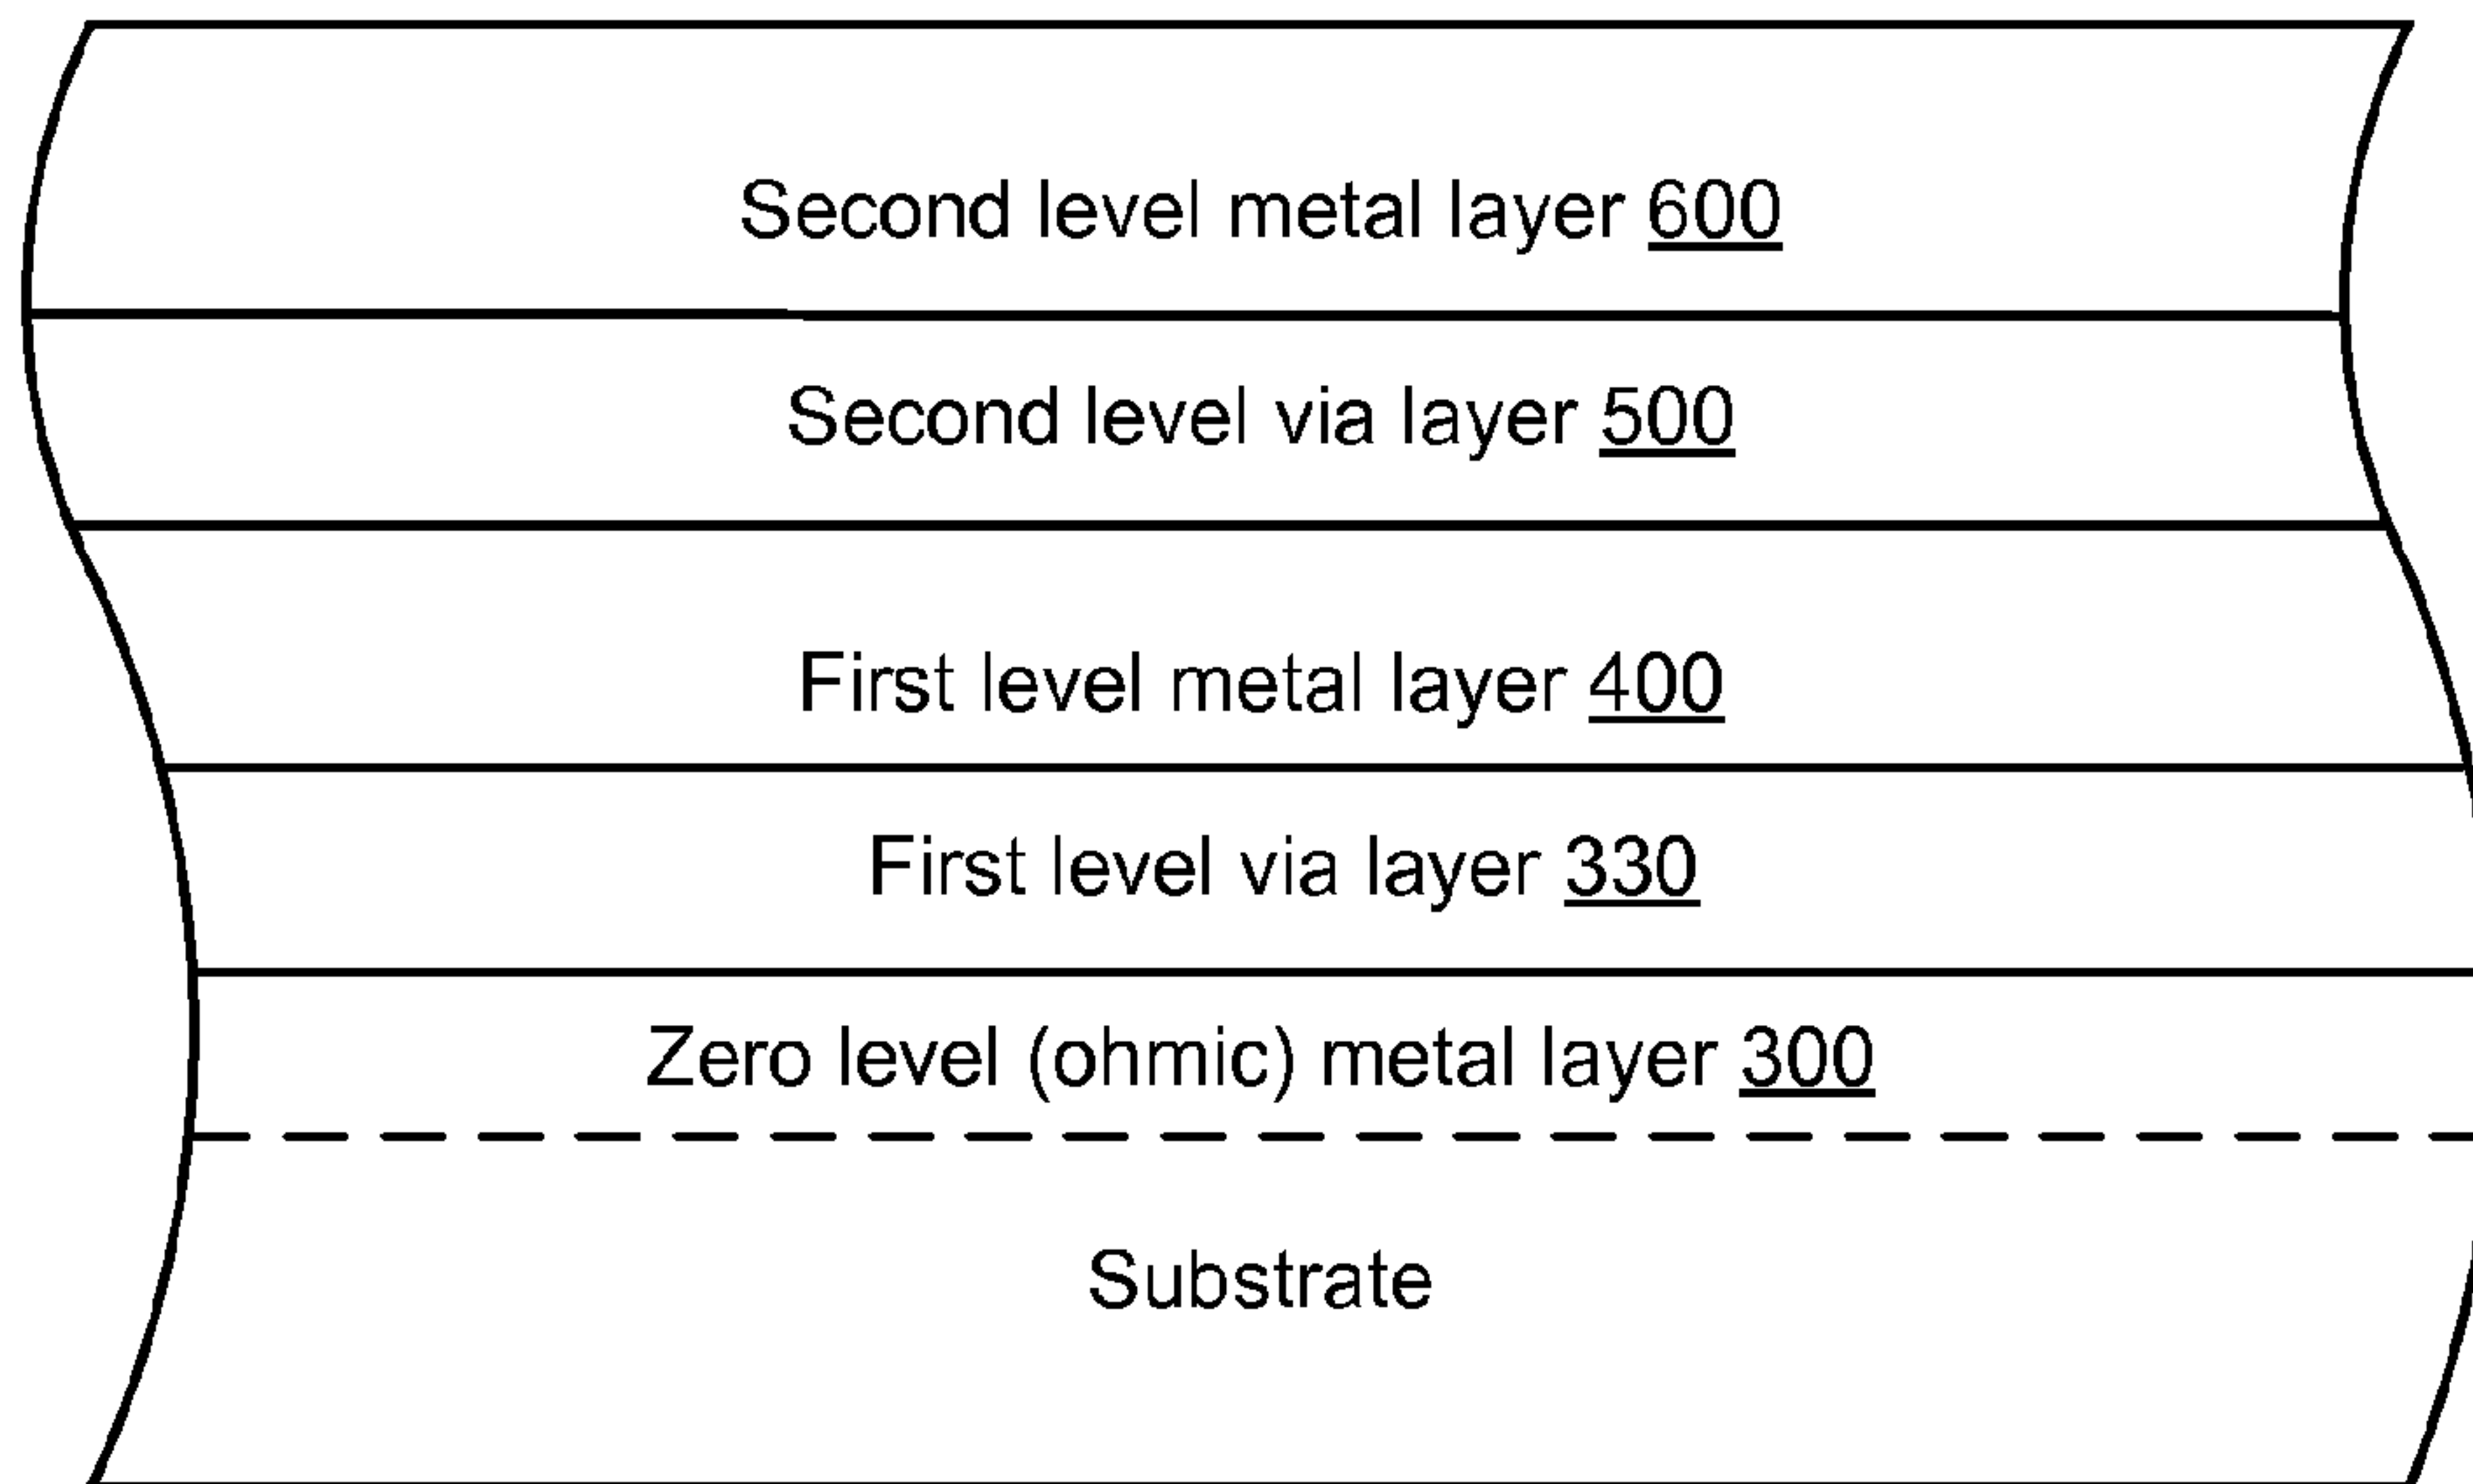 Second level metal layer 600
Second level via layer 500
First level metal layer 400
First level via layer 330
Zero level (ohmic) metal layer 300
Substrate